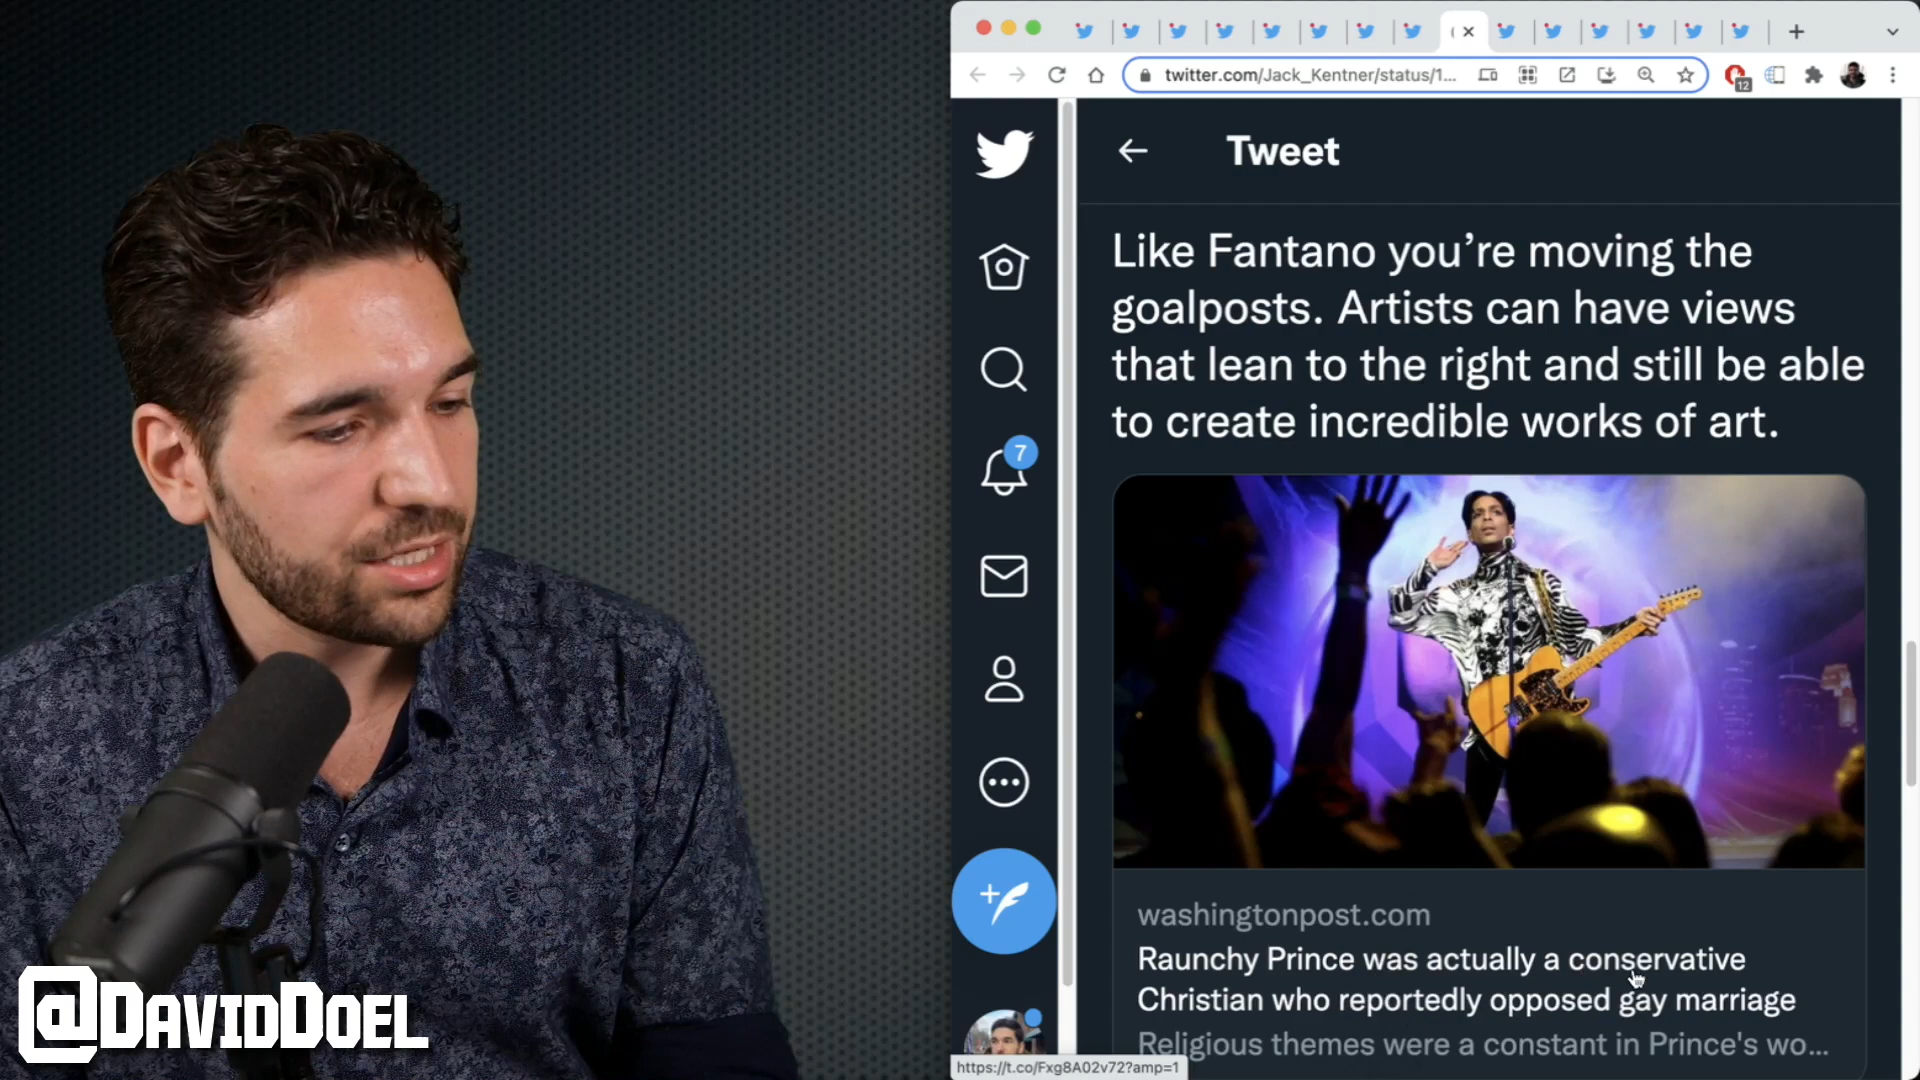 twitter.com/Jack_Kentner/status/1...
12
Tweet
Like Fantano you’re moving the
goalposts. Artists can have views
that lean to the right and still be able
to create incredible works of art.
7
washingtonpost.com
Raunchy Prince was actually a conservative
Christian who reportedly opposed gay marriage
Religious themes were a constant in Prince's wo...
https://t.co/Fxg8A02v72?amp=1
@DAVIDDOEL